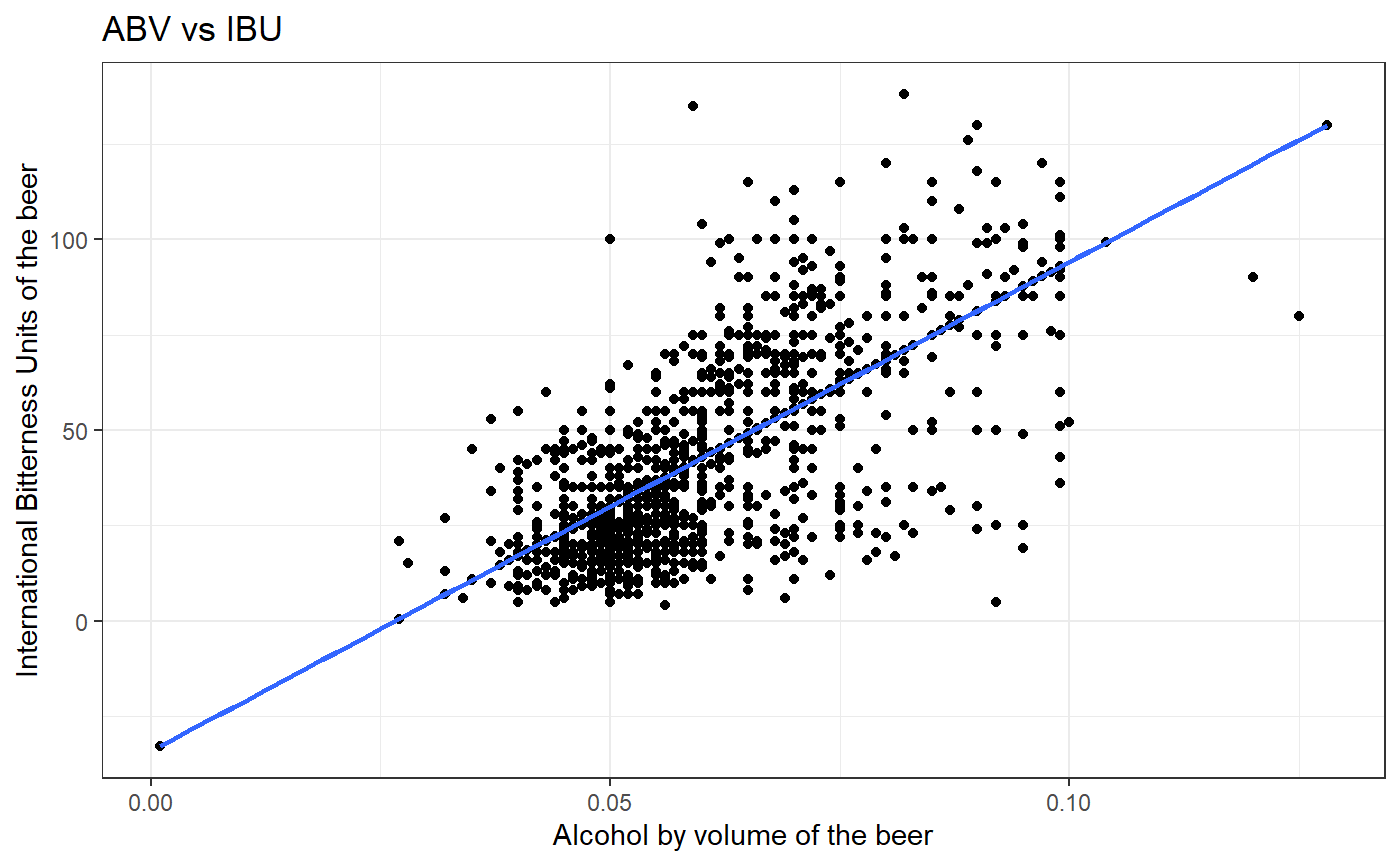 ABV vs IBU
International Bitterness Units of the beer
100
50
0
0.00
0.05
0.10
Alcohol by volume of the beer